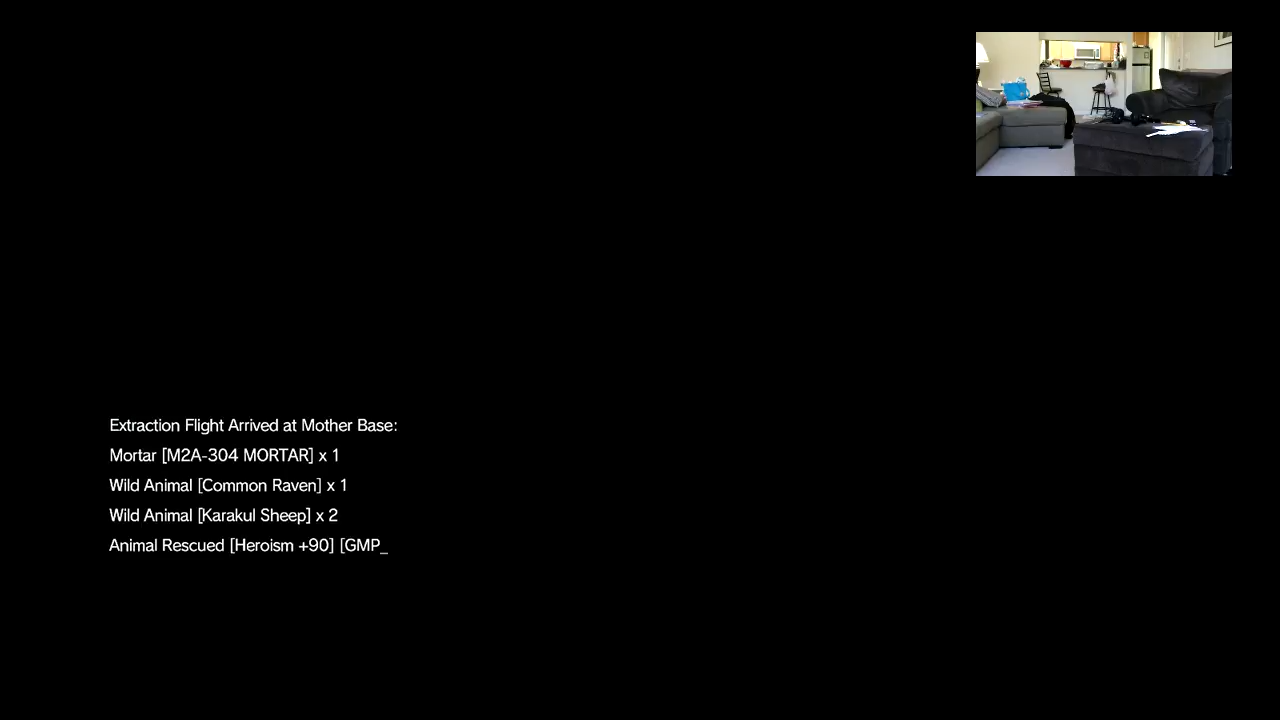 Extraction Flight Arrived at Mother Base:
Mortar [M2A-304 MORTAR] x 1
Wild Animal [Common Raven] x 1
Wild Animal [Karakul Sheep] x 2
Animal Rescued [Heroism +90] [GMP_